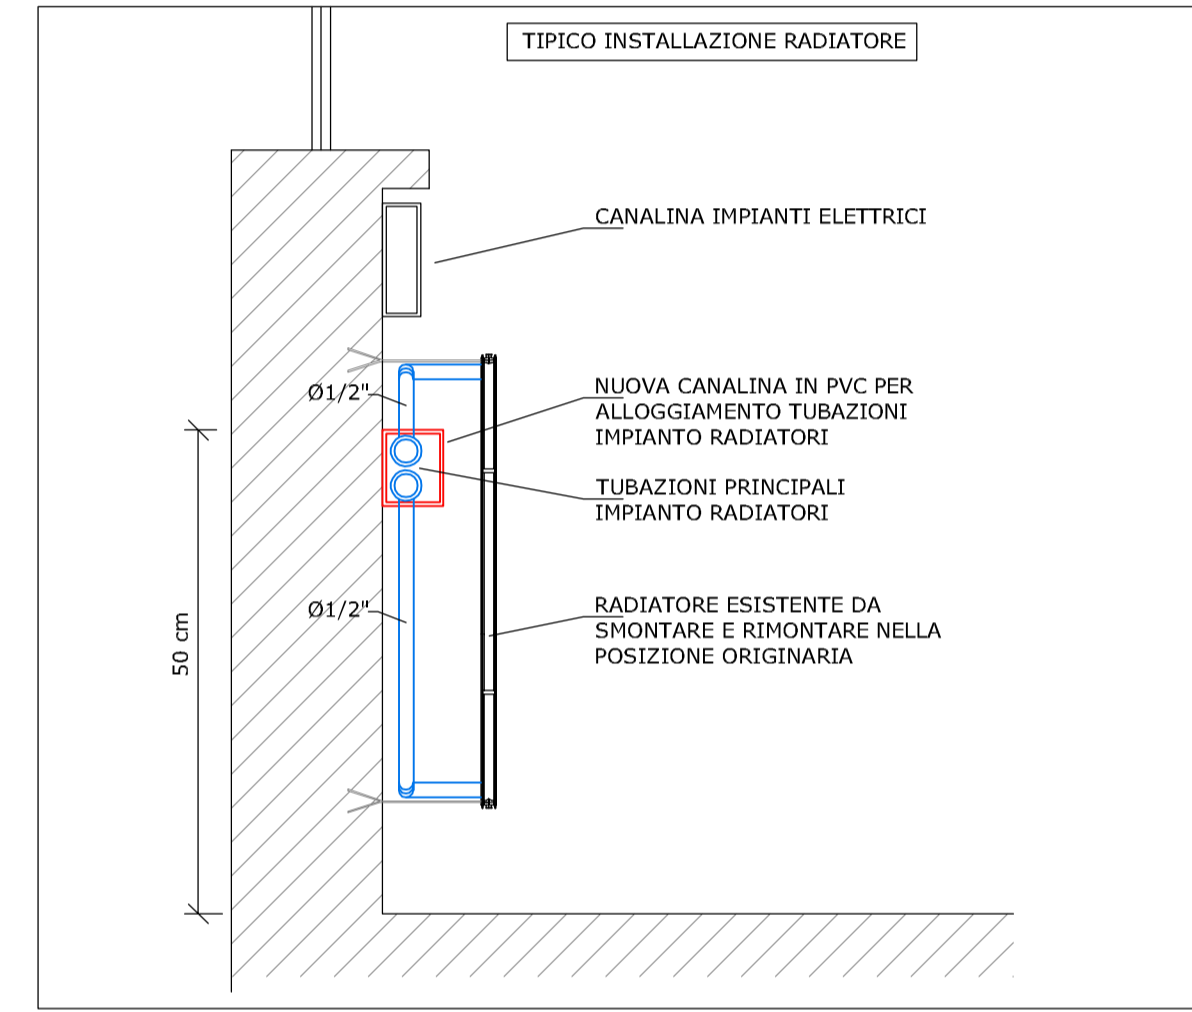 TIPICO INSTALLAZIONE RADIATORE
CANALINA IMPIANTI ELETTRICI
Ø1/2"
NUOVA CANALINA IN PVC PER
ALLOGGIAMENTO TUBAZIONI
IMPIANTO RADIATORI
TUBAZIONI PRINCIPALI
IMPIANTO RADIATORI
Ø1/2"
RADIATORE ESISTENTE DA
SMONTARE E RIMONTARE NELLA
POSIZIONE ORIGINARIA
50 cm